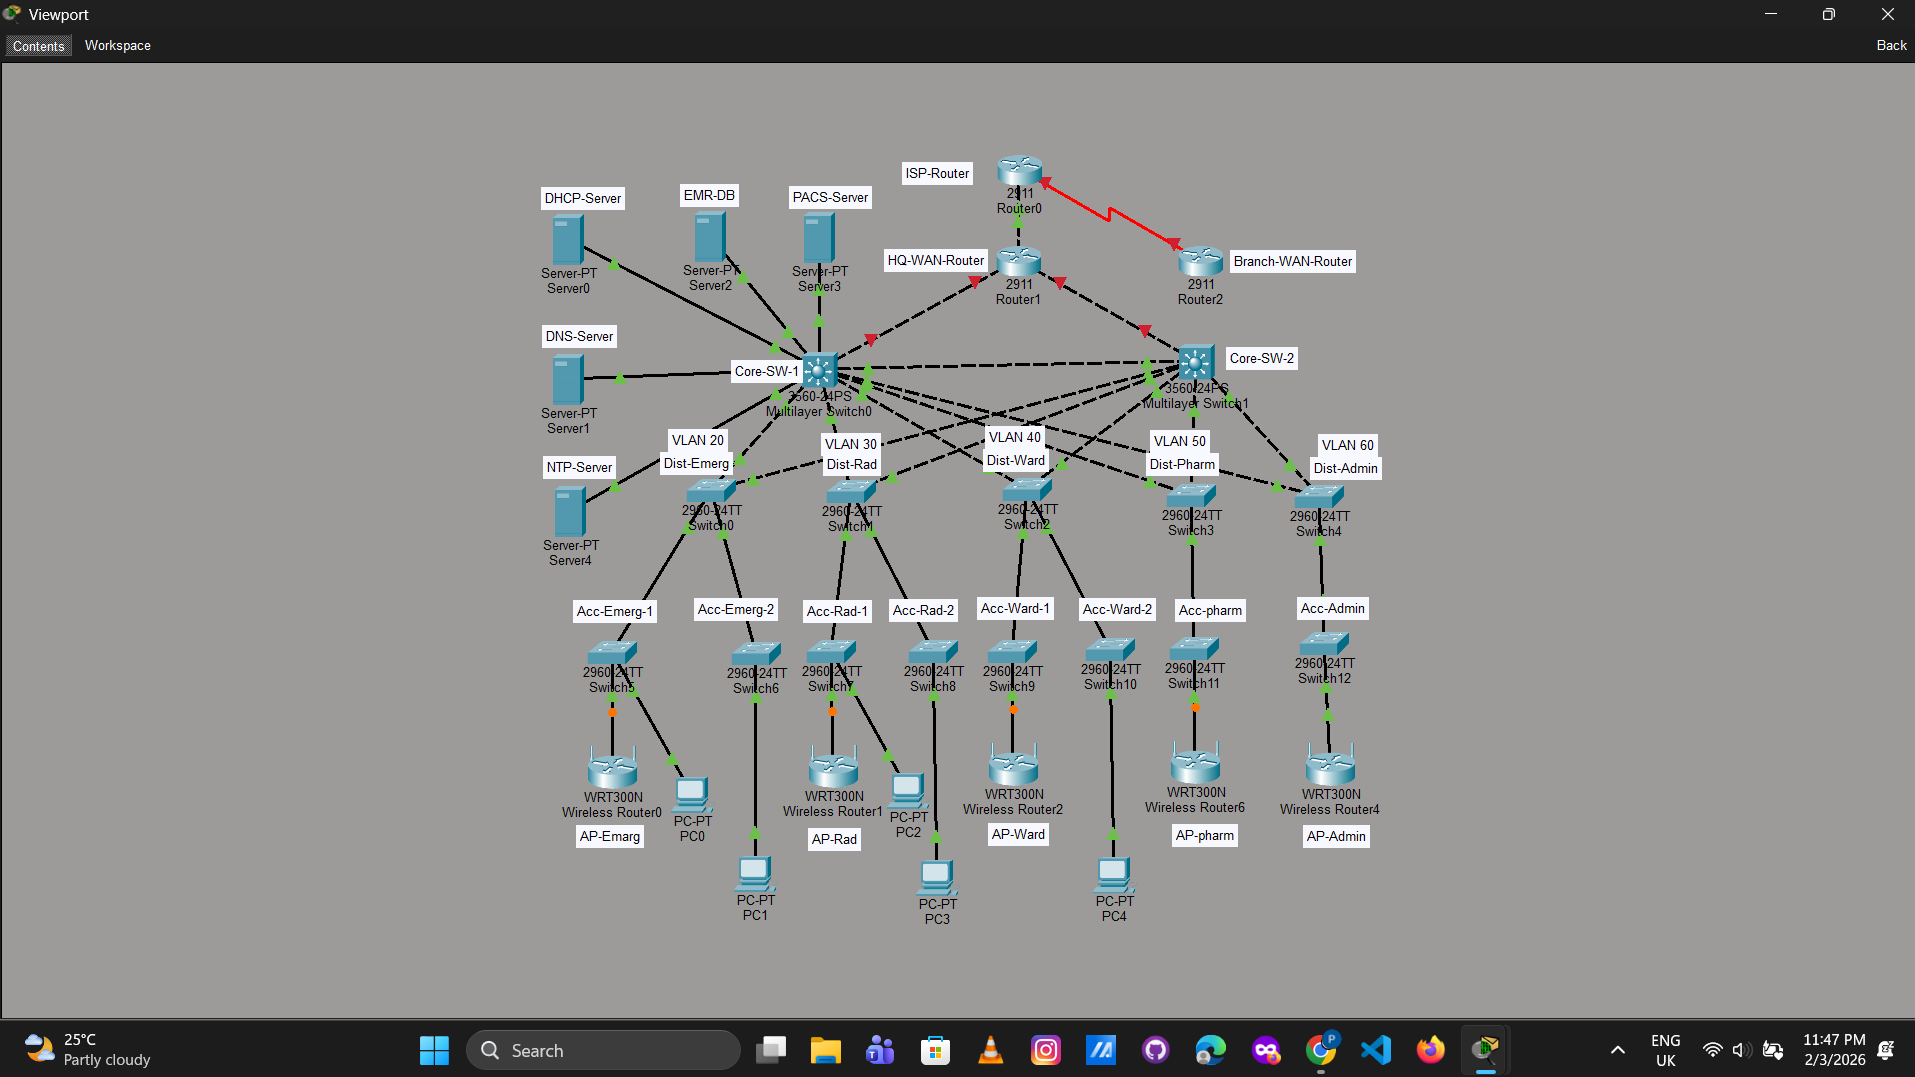 Viewport
Contents
Workspace
Back
ISP-Router
2911
Router0
DHCP-Server
EMR-DB
PACS-Server
Server-PT
Server0
Server-PT
Server2
Server-PT
Server3
HQ-WAN-Router
2911
Router1
Branch-WAN-Router
2911
Router2
DNS-Server
Server-PT
Server1
Core-SW-1
3560-24PS
Multilayer Switch0
Core-SW-2
3560-24PS
Multilayer Switch1
NTP-Server
Server-PT
Server4
VLAN 20
Dist-Emerg
2960-24TT
Switch0
VLAN 30
Dist-Rad
2960-24TT
Switch1
VLAN 40
Dist-Ward
2960-24TT
Switch2
VLAN 50
Dist-Pharm
2960-24TT
Switch3
VLAN 60
Dist-Admin
2960-24TT
Switch4
Acc-Emerg-1
2960-24TT
Switch5
Acc-Emerg-2
2960-24TT
Switch6
Acc-Rad-1
2960-24TT
Switch7
Acc-Rad-2
2960-24TT
Switch8
Acc-Ward-1
2960-24TT
Switch9
Acc-Ward-2
2960-24TT
Switch10
Acc-pharm
2960-24TT
Switch11
Acc-Admin
2960-24TT
Switch12
WRT300N
Wireless Router0
AP-Emarg
PC-PT
PC0
PC-PT
PC1
WRT300N
Wireless Router1
AP-Rad
PC-PT
PC2
PC-PT
PC3
WRT300N
Wireless Router2
AP-Ward
PC-PT
PC4
WRT300N
Wireless Router6
AP-pharm
WRT300N
Wireless Router4
AP-Admin
25°C
Partly cloudy
Search
P
ENG
UK
11:47 PM
2/3/2026